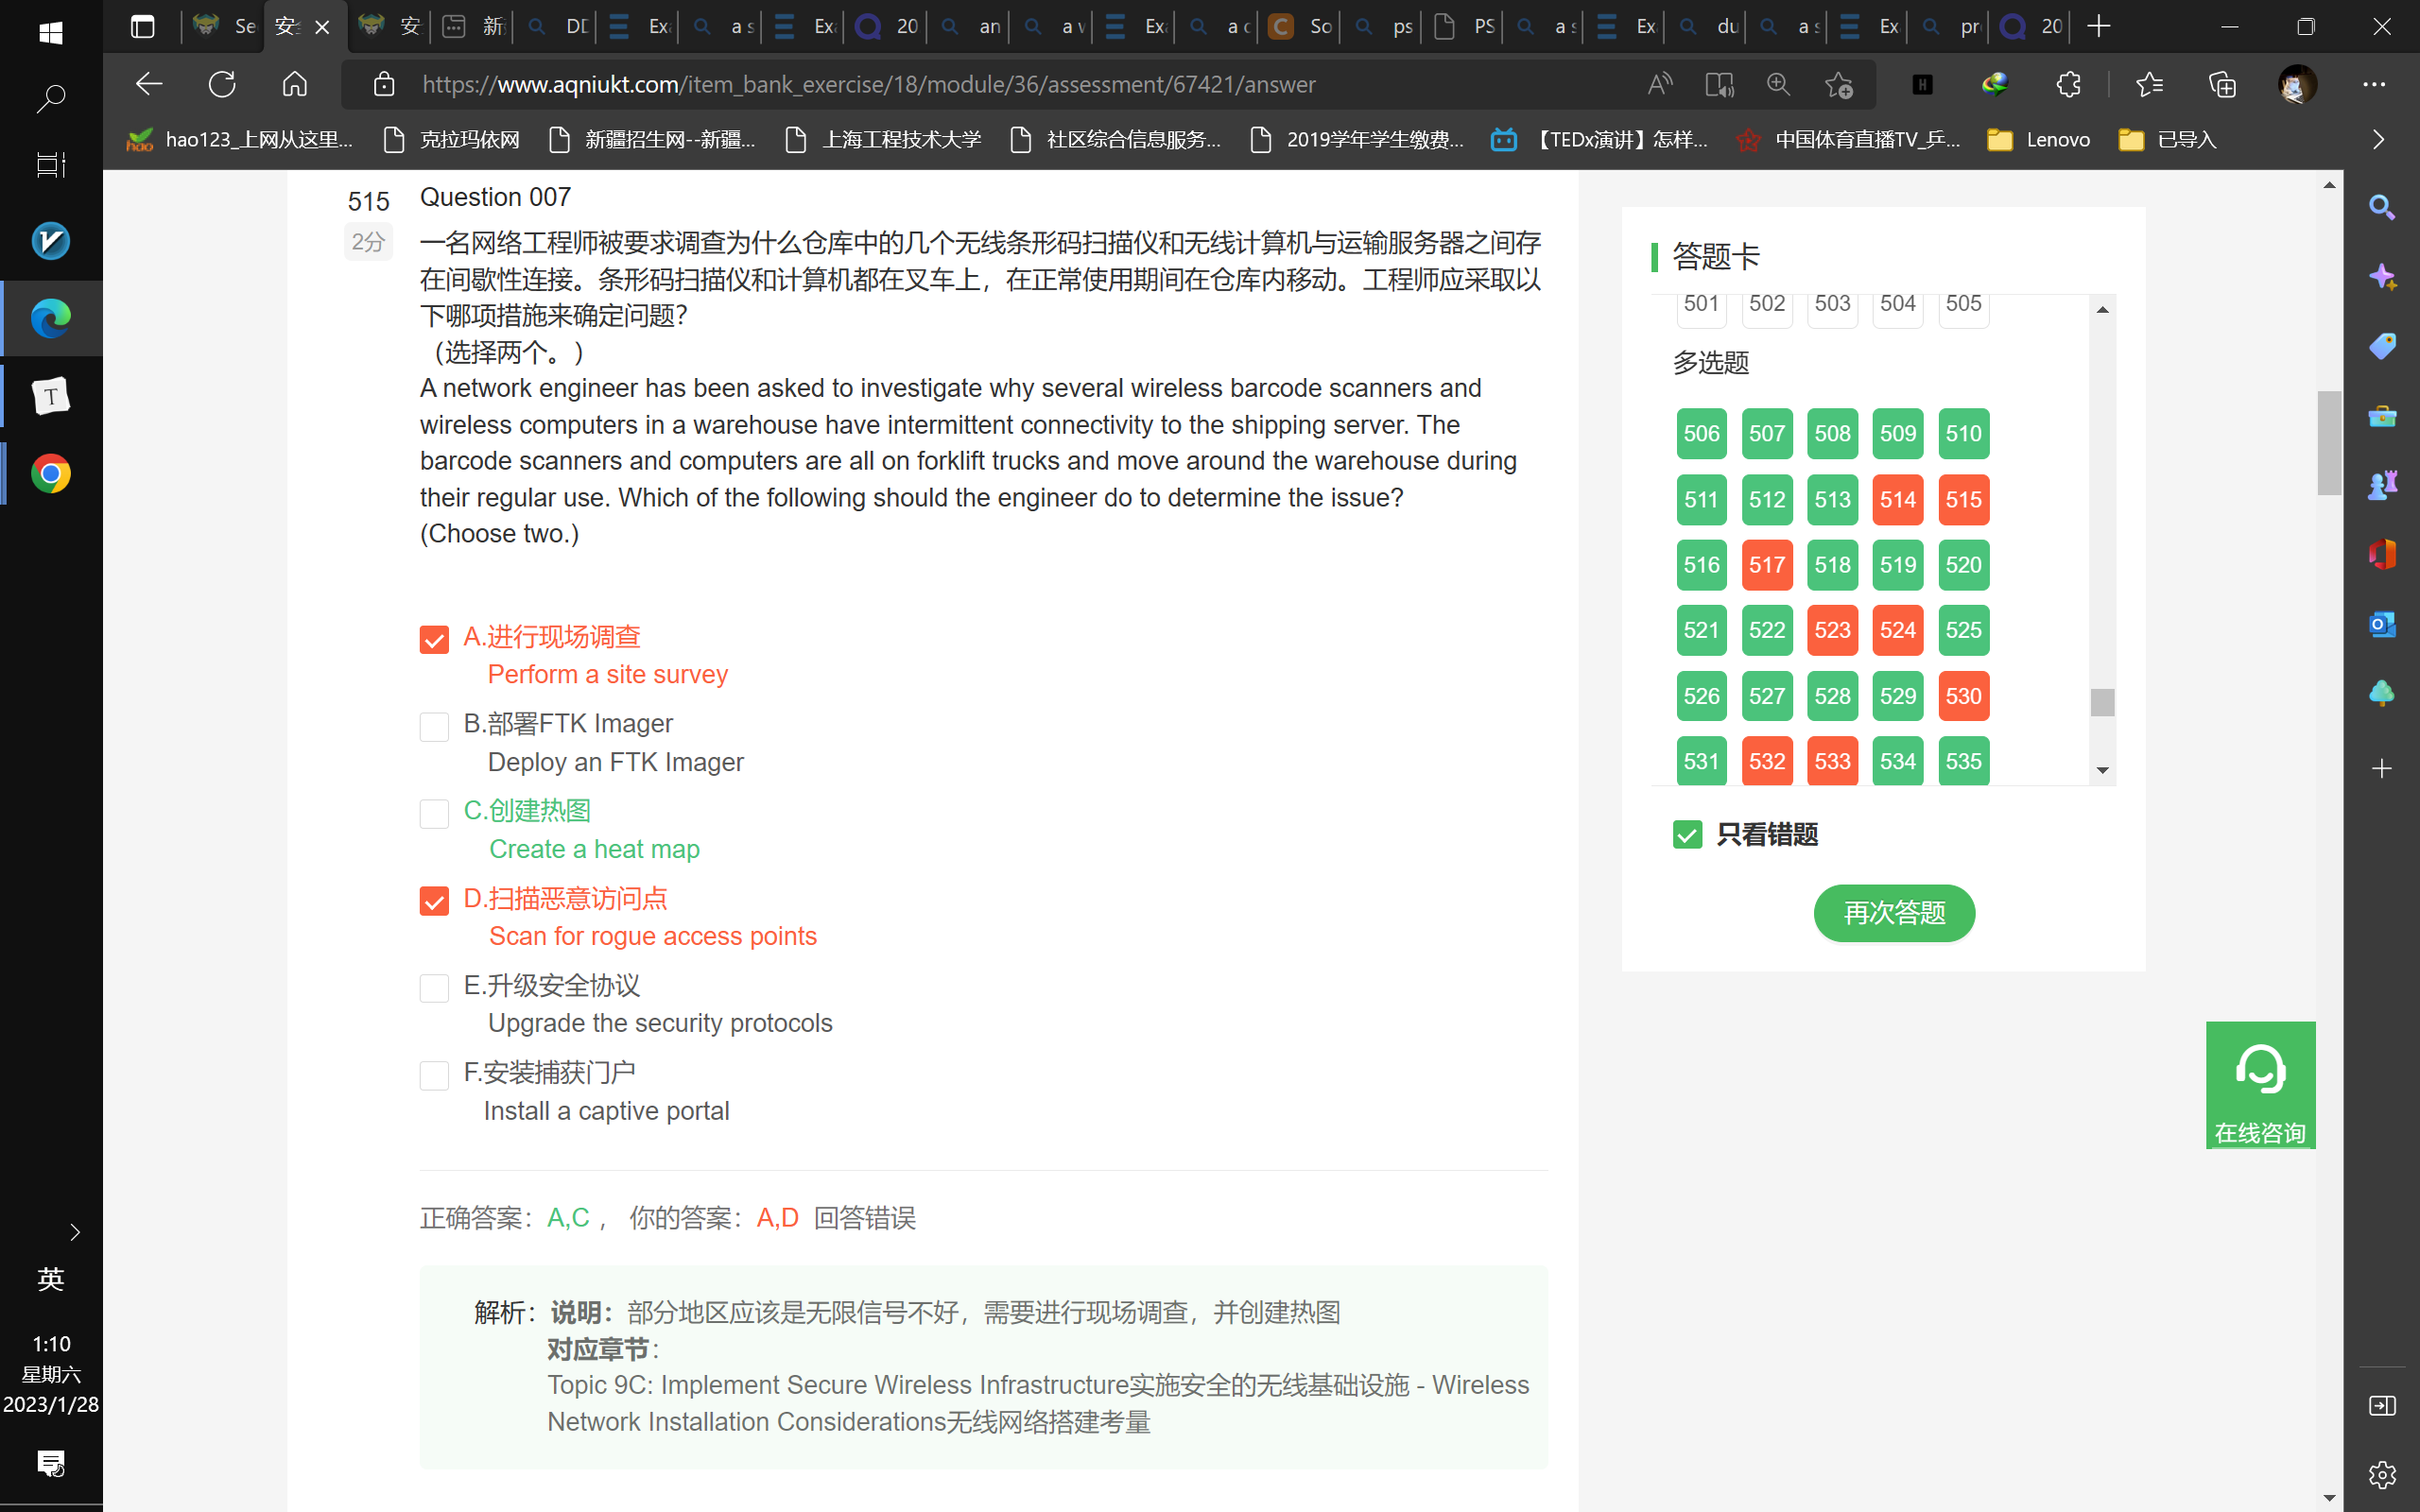 Se
安全
安
新
DD
Exa
a s
Exa
20
an
a w
Exa
a c
So
ps
PS
a s
Exa
du
a s
Exa
pr
20
https://www.aqniukt.com/item_bank_exercise/18/module/36/assessment/67421/answer
hao123_上网从这里...
克拉玛依网
新疆招生网--新疆...
上海工程技术大学
社区综合信息服务...
2019学年学生缴费...
【TEDx演讲】怎样...
中国体育直播TV_乒...
Lenovo
已导入
515
2分
Question 007
一名网络工程师被要求调查为什么仓库中的几个无线条形码扫描仪和无线计算机与运输服务器之间存
在间歇性连接。条形码扫描仪和计算机都在叉车上，在正常使用期间在仓库内移动。工程师应采取以
下哪项措施来确定问题？
（选择两个。）
A network engineer has been asked to investigate why several wireless barcode scanners and
wireless computers in a warehouse have intermittent connectivity to the shipping server. The
barcode scanners and computers are all on forklift trucks and move around the warehouse during
their regular use. Which of the following should the engineer do to determine the issue?
(Choose two.)
A.进行现场调查
Perform a site survey
B.部署FTK Imager
Deploy an FTK Imager
C.创建热图
Create a heat map
D.扫描恶意访问点
Scan for rogue access points
E.升级安全协议
Upgrade the security protocols
F.安装捕获门户
Install a captive portal
正确答案：A,C ， 你的答案：A,D 回答错误
解析：说明：部分地区应该是无限信号不好，需要进行现场调查，并创建热图
对应章节：
Topic 9C: Implement Secure Wireless Infrastructure实施安全的无线基础设施 - Wireless
Network Installation Considerations无线网络搭建考量
答题卡
501 502 503 504 505
多选题
506 507 508 509 510
511 512 513 514 515
516 517 518 519 520
521 522 523 524 525
526 527 528 529 530
531 532 533 534 535
只看错题
再次答题
在线咨询
英
1:10
星期六
2023/1/28